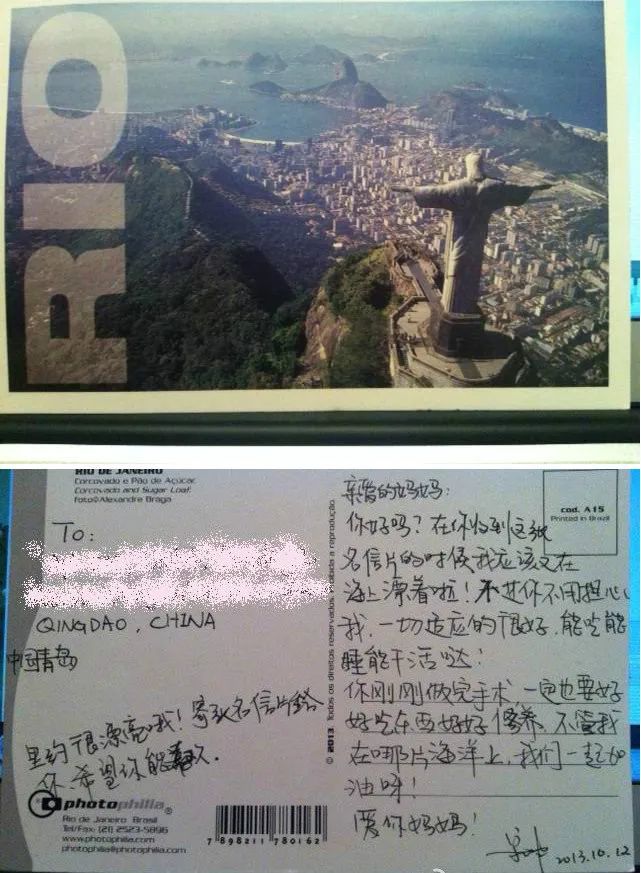 RIO
RIO DE JANEIRO
Corcovado e Pão de Açúcar
Corcovado and Sugar Loaf
Foto©Alexandre Braga
To:
QINGDAO, CHINA
中国青岛
里约很漂亮哦！寄张名信片给
你.希望你能喜欢.
photophilia®
Rio de Janeiro Brasil
Tel/Fax: (21) 2523-5896
www.photophilia.com
photophilia@photophilia.com
7 898211 780162
© 2013 Todos os direitos reservados proibida a reprodução
cod. A15
Printed in Brazil
亲爱的妈妈：
你好吗？在你收到这张
名信片的时候我应该又在
海上漂着啦！不过你不用担心
我，一切适应的很好，能吃能
睡能干活哒！
你刚刚做完手术，一定也要好
好吃东西好好修养，不管我
在哪片海洋上，我们一起加
油呀！
爱你妈妈！
2013.10.12